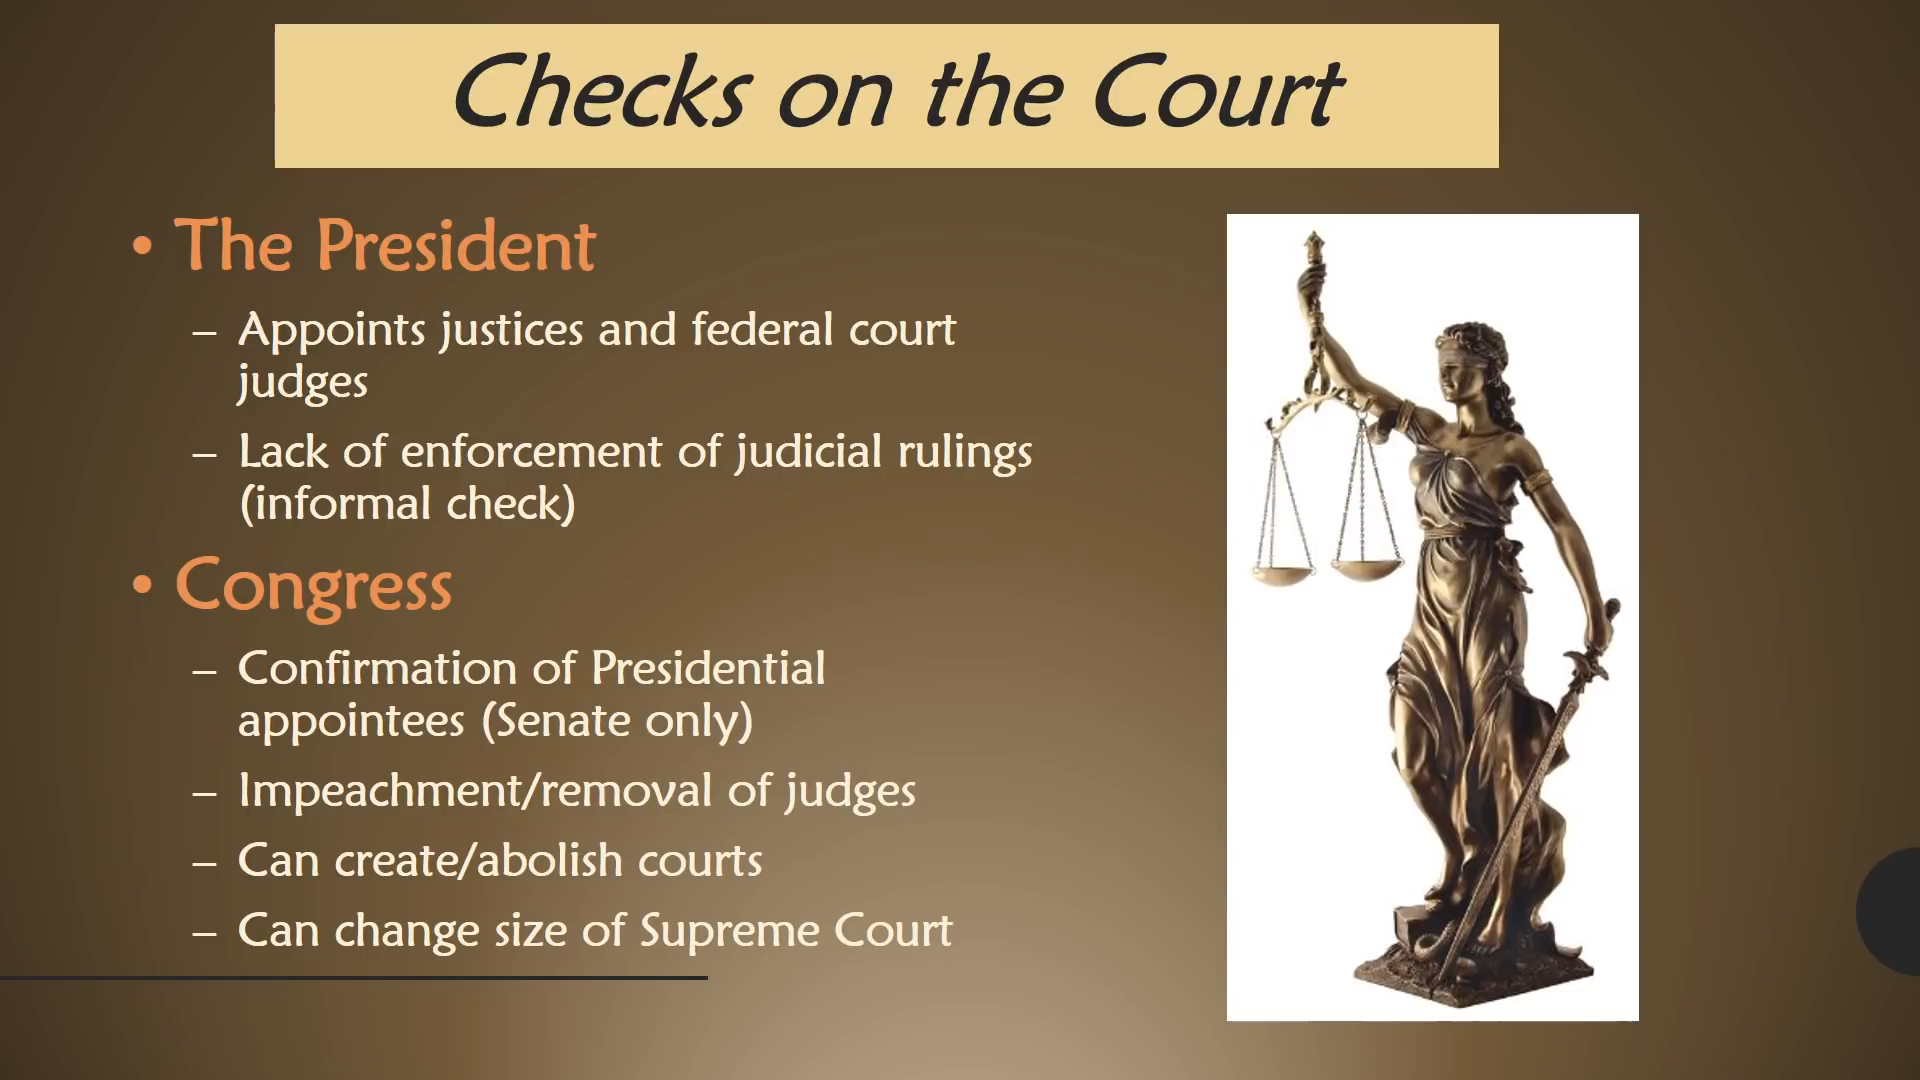 Checks on the Court
• The President
– Appoints justices and federal court
judges
– Lack of enforcement of judicial rulings
(informal check)
• Congress
– Confirmation of Presidential
appointees (Senate only)
– Impeachment/removal of judges
– Can create/abolish courts
– Can change size of Supreme Court